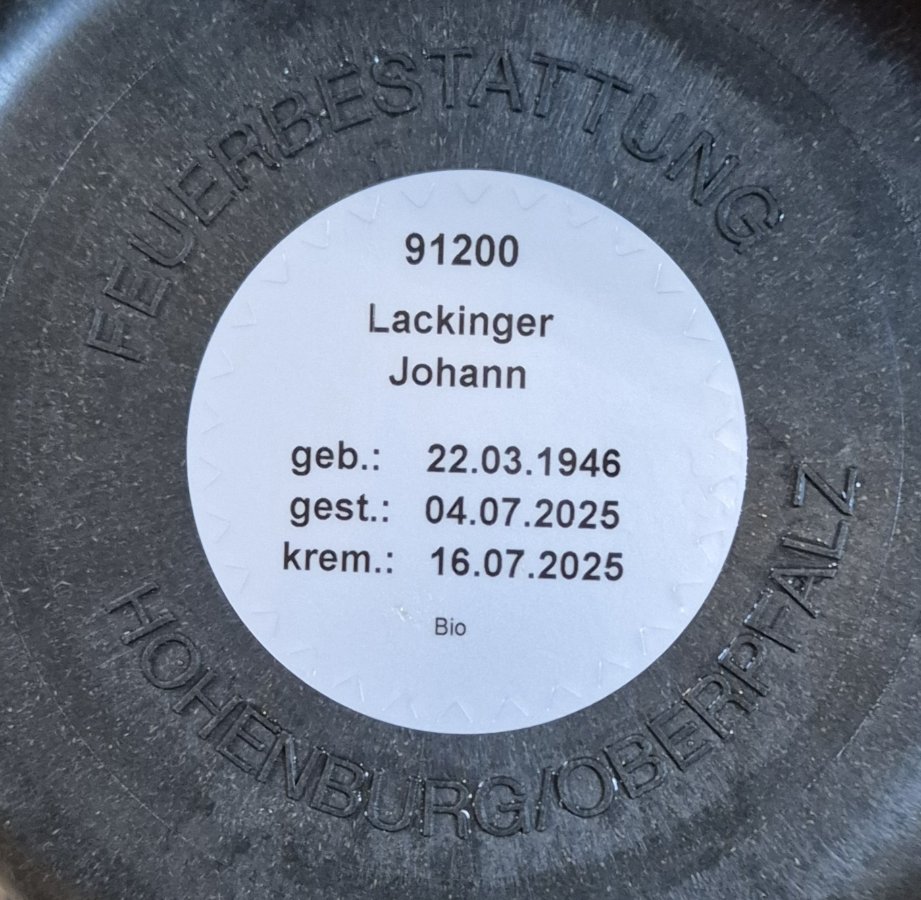 FEUERBESTATTUNG
91200
Lackinger
Johann
geb.: 22.03.1946
gest.: 04.07.2025
krem.: 16.07.2025
Bio
HOHENBURG/OBERPFALZ